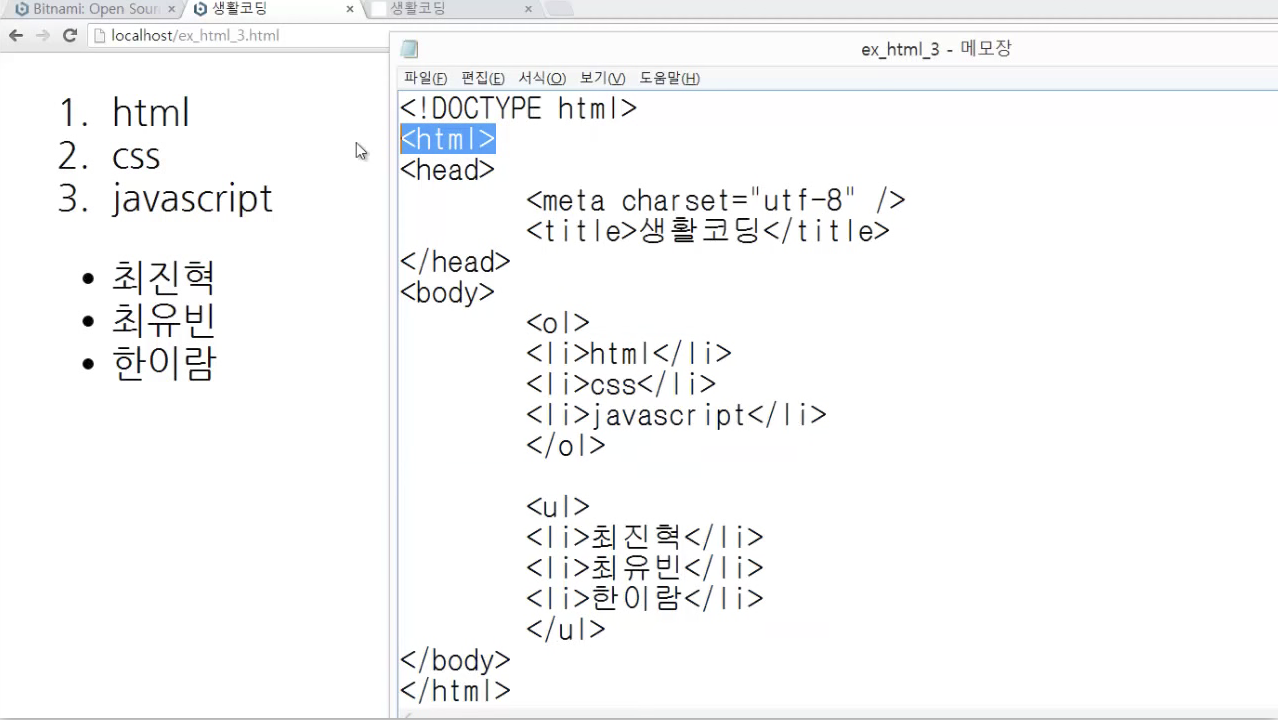 Bitnami: Open Sour
생활코딩
생활코딩
localhost/ex_html_3.html
1. html
2. css
3. javascript
• 최진혁
• 최유빈
• 한이람
ex_html_3 - 메모장
파일(F) 편집(E) 서식(O) 보기(V) 도움말(H)
<!DOCTYPE html>
<html>
<head>
<meta charset="utf-8" />
<title>생활코딩</title>
</head>
<body>
<ol>
<li>html</li>
<li>css</li>
<li>javascript</li>
</ol>
<ul>
<li>최진혁</li>
<li>최유빈</li>
<li>한이람</li>
</ul>
</body>
</html>